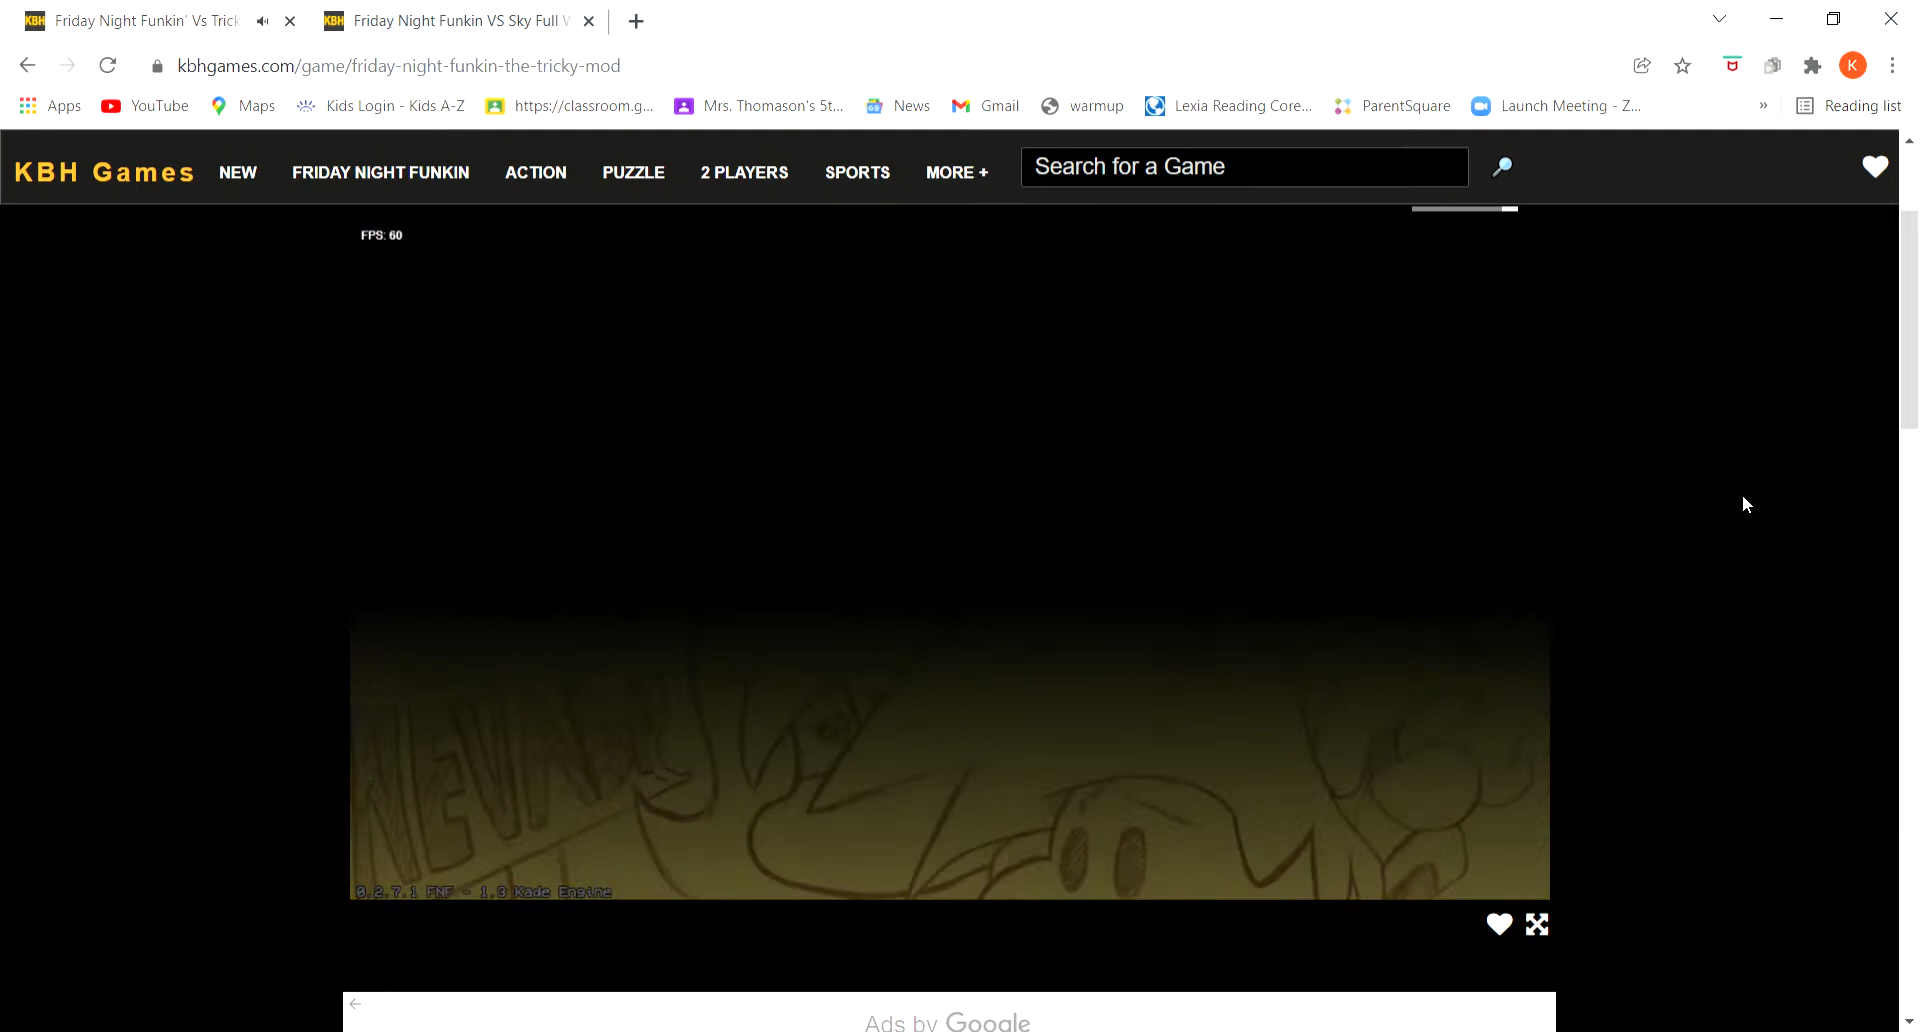 KBH Friday Night Funkin' Vs Trick KBH Friday Night Funkin VS Sky Full
kbhgames.com/game/friday-night-funkin-the-tricky-mod K
Apps YouTube Maps Kids Login - Kids A-Z https://classroom.g... Mrs. Thomason's 5t... News Gmail warmup Lexia Reading Core... ParentSquare Launch Meeting - Z... » Reading list
KBH Games NEW FRIDAY NIGHT FUNKIN ACTION PUZZLE 2 PLAYERS SPORTS MORE + Search for a Game
FPS: 60
0.2.7.1 FNF - 1.3 Kade Engine
Ads by Google